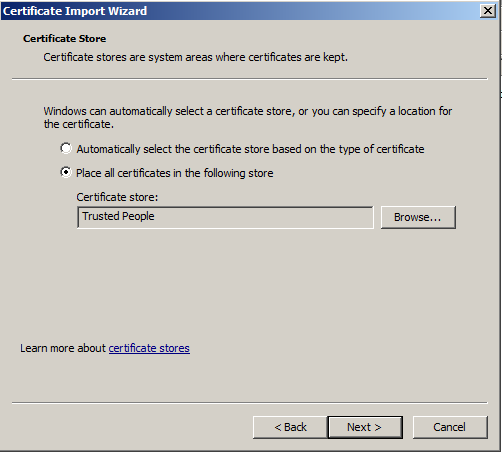 Certificate Import Wizard
Certificate Store
Certificate stores are system areas where certificates are kept.
Windows can automatically select a certificate store, or you can specify a location for
the certificate.
Automatically select the certificate store based on the type of certificate
Place all certificates in the following store
Certificate store:
Trusted People
Browse...
Learn more about certificate stores
< Back
Next >
Cancel